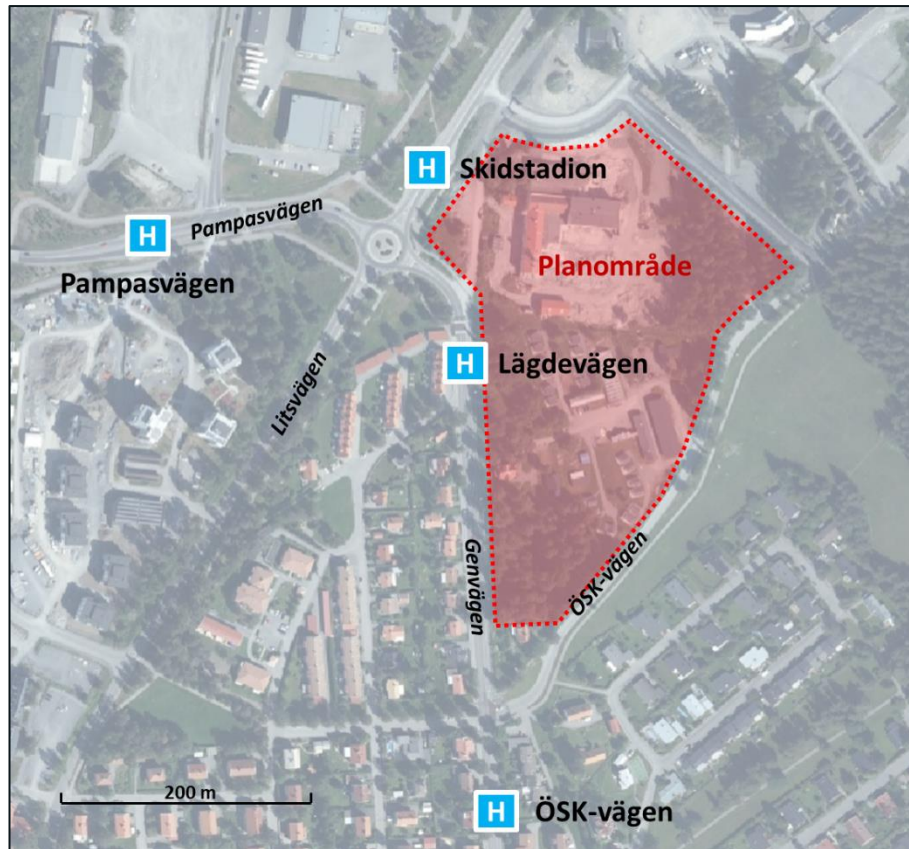 H
Skidstadion
H
Pampasvägen
Pampasvägen
Planområde
H
Lägdevägen
Litsvägen
Genvägen
ÖSK-vägen
200 m
H
ÖSK-vägen